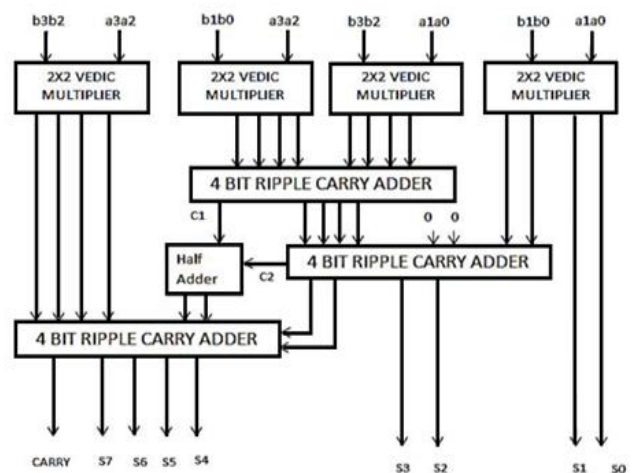 b3b2 a3a2 b1b0 a3a2 b3b2 a1a0 b1b0 a1a0
2X2 VEDIC
MULTIPLIER
2X2 VEDIC
MULTIPLIER
2X2 VEDIC
MULTIPLIER
2X2 VEDIC
MULTIPLIER
4 BIT RIPPLE CARRY ADDER
C1
0 0
Half
Adder
C2
4 BIT RIPPLE CARRY ADDER
4 BIT RIPPLE CARRY ADDER
CARRY S7 S6 S5 S4 S3 S2 S1 S0